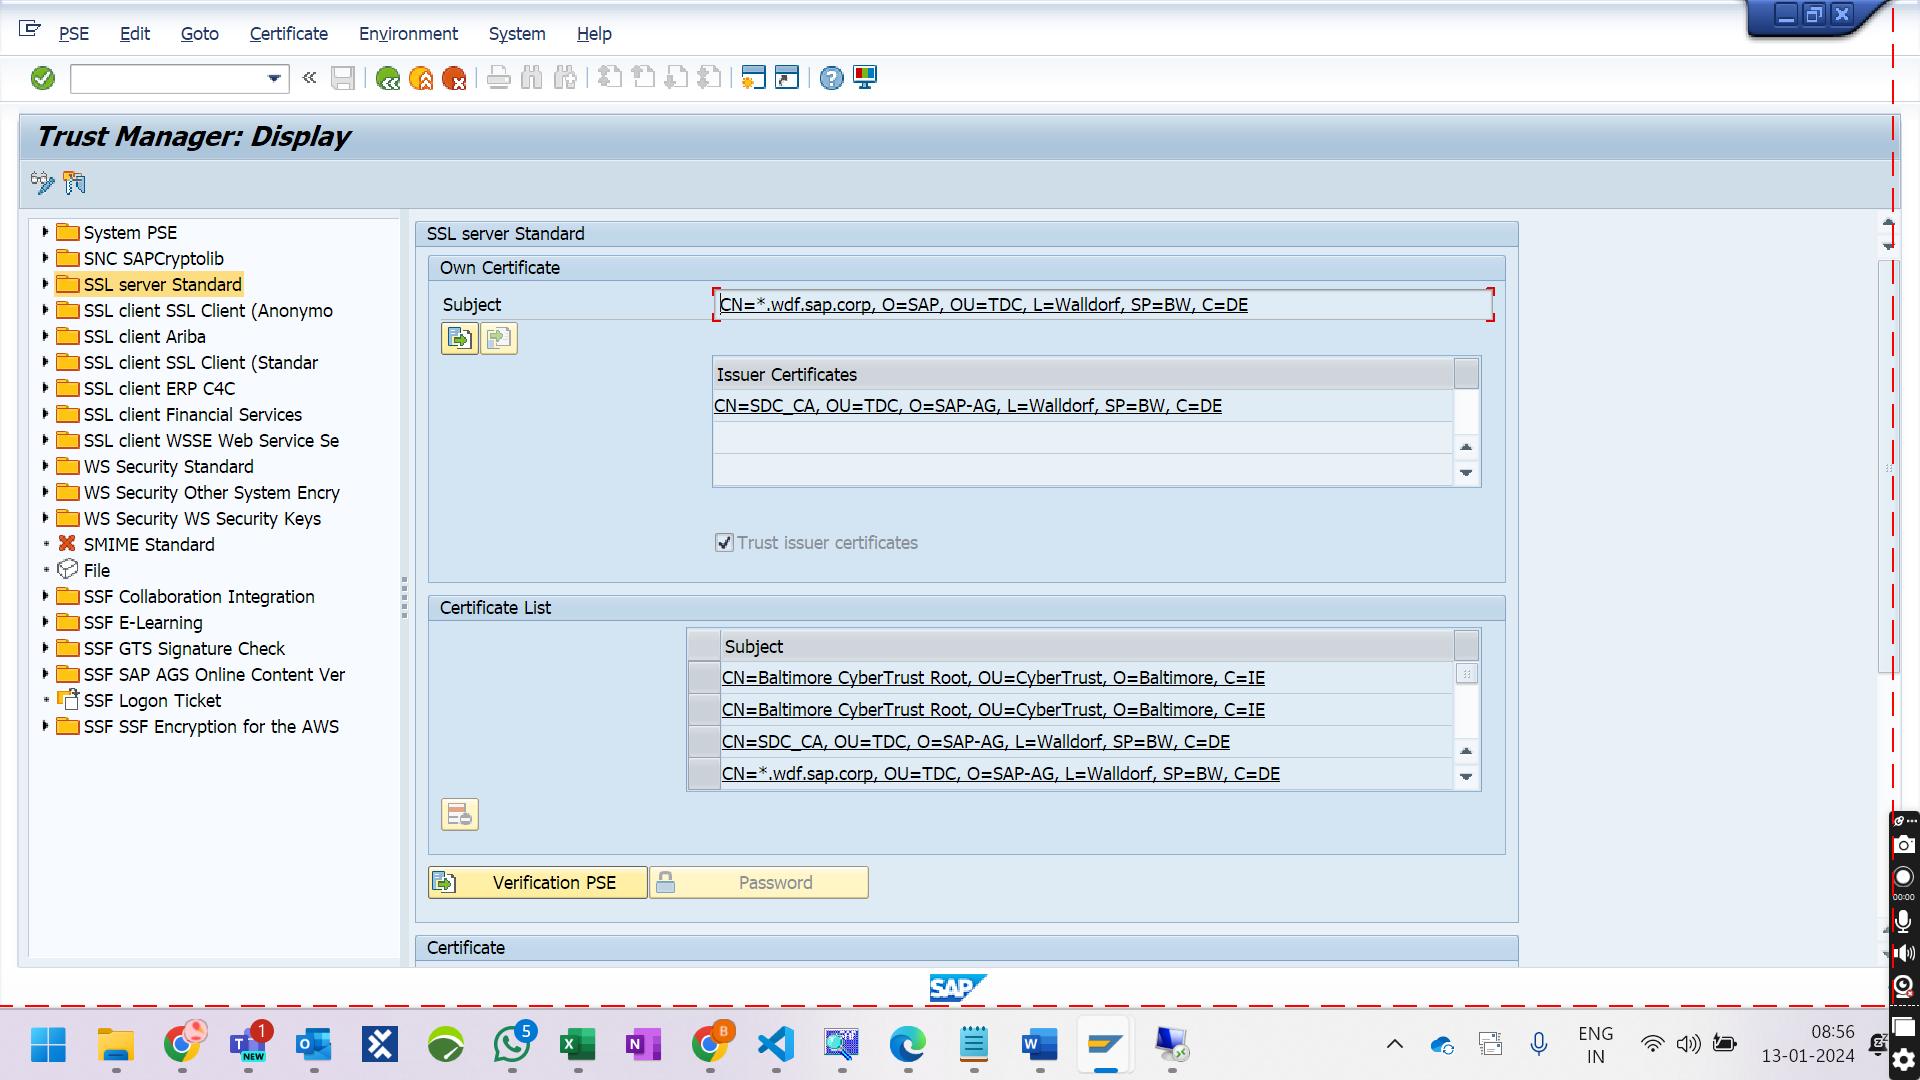 PSE Edit Goto Certificate Environment System Help
Trust Manager: Display
System PSE
SNC SAPCryptolib
SSL server Standard
SSL client SSL Client (Anonymo
SSL client Ariba
SSL client SSL Client (Standar
SSL client ERP C4C
SSL client Financial Services
SSL client WSSE Web Service Se
WS Security Standard
WS Security Other System Encry
WS Security WS Security Keys
SMIME Standard
File
SSF Collaboration Integration
SSF E-Learning
SSF GTS Signature Check
SSF SAP AGS Online Content Ver
SSF Logon Ticket
SSF SSF Encryption for the AWS
SSL server Standard
Own Certificate
Subject CN=*.wdf.sap.corp, O=SAP, OU=TDC, L=Walldorf, SP=BW, C=DE
Issuer Certificates
CN=SDC_CA, OU=TDC, O=SAP-AG, L=Walldorf, SP=BW, C=DE
Trust issuer certificates
Certificate List
Subject
CN=Baltimore CyberTrust Root, OU=CyberTrust, O=Baltimore, C=IE
CN=Baltimore CyberTrust Root, OU=CyberTrust, O=Baltimore, C=IE
CN=SDC_CA, OU=TDC, O=SAP-AG, L=Walldorf, SP=BW, C=DE
CN=*.wdf.sap.corp, OU=TDC, O=SAP-AG, L=Walldorf, SP=BW, C=DE
Verification PSE Password
Certificate
SAP
00:00
1
NEW
5
B
ENG
IN
08:56
13-01-2024